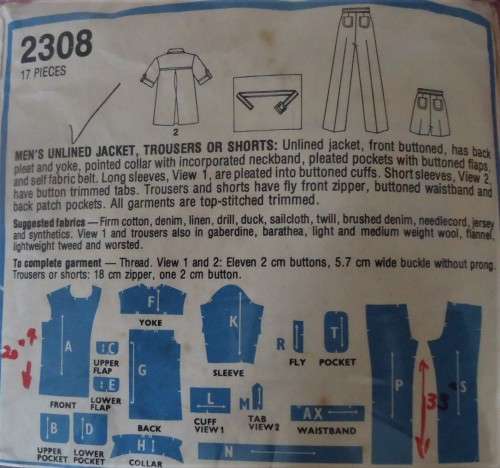 2308
17 PIECES
2
MEN'S UNLINED JACKET, TROUSERS OR SHORTS: Unlined jacket, front buttoned, has back
pleat and yoke, pointed collar with incorporated neckband, pleated pockets with buttoned flaps
and self fabric belt. Long sleeves, View 1, are pleated into buttoned cuffs. Short sleeves, View 2,
have button trimmed tabs. Trousers and shorts have fly front zipper, buttoned waistband and
back patch pockets. All garments are top-stitched trimmed.
Suggested fabrics — Firm cotton, denim, linen, drill, duck, sailcloth, twill, brushed denim, needlecord, jersey
and synthetics. View 1 and trousers also in gaberdine, barathea, light and medium weight wool, flannel,
lightweight tweed and worsted.
To complete garment — Thread. View 1 and 2: Eleven 2 cm buttons, 5.7 cm wide buckle without prong.
Trousers or shorts: 18 cm zipper, one 2 cm button.
A
FRONT
C
UPPER
FLAP
E
LOWER
FLAP
B
UPPER
POCKET
D
LOWER
POCKET
F
YOKE
G
BACK
H
COLLAR
K
SLEEVE
L
CUFF
VIEW 1
M
TAB
VIEW 2
R
FLY
T
POCKET
AX
WAISTBAND
N
P
33"
S